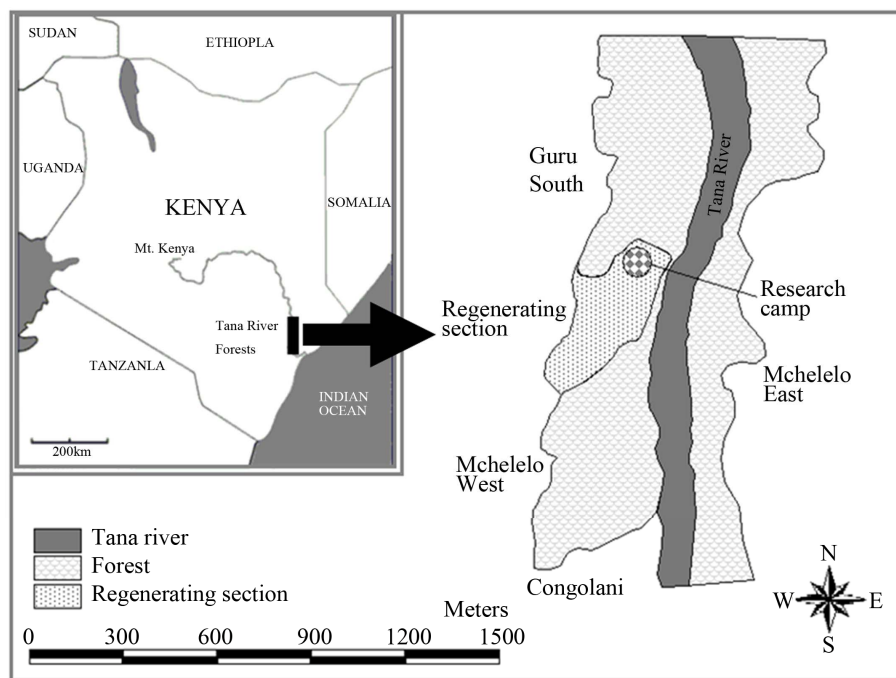 SUDAN
ETHIOPLA
UGANDA
KENYA
SOMALIA
Mt. Kenya
Tana River
Forests
TANZANLA
INDIAN
OCEAN
200km
Guru
South
Tana River
Regenerating
section
Research
camp
Mchelelo
East
Mchelelo
West
Congolani
Tana river
Forest
Regenerating section
Meters
0 300 600 900 1200 1500
N
W E
S